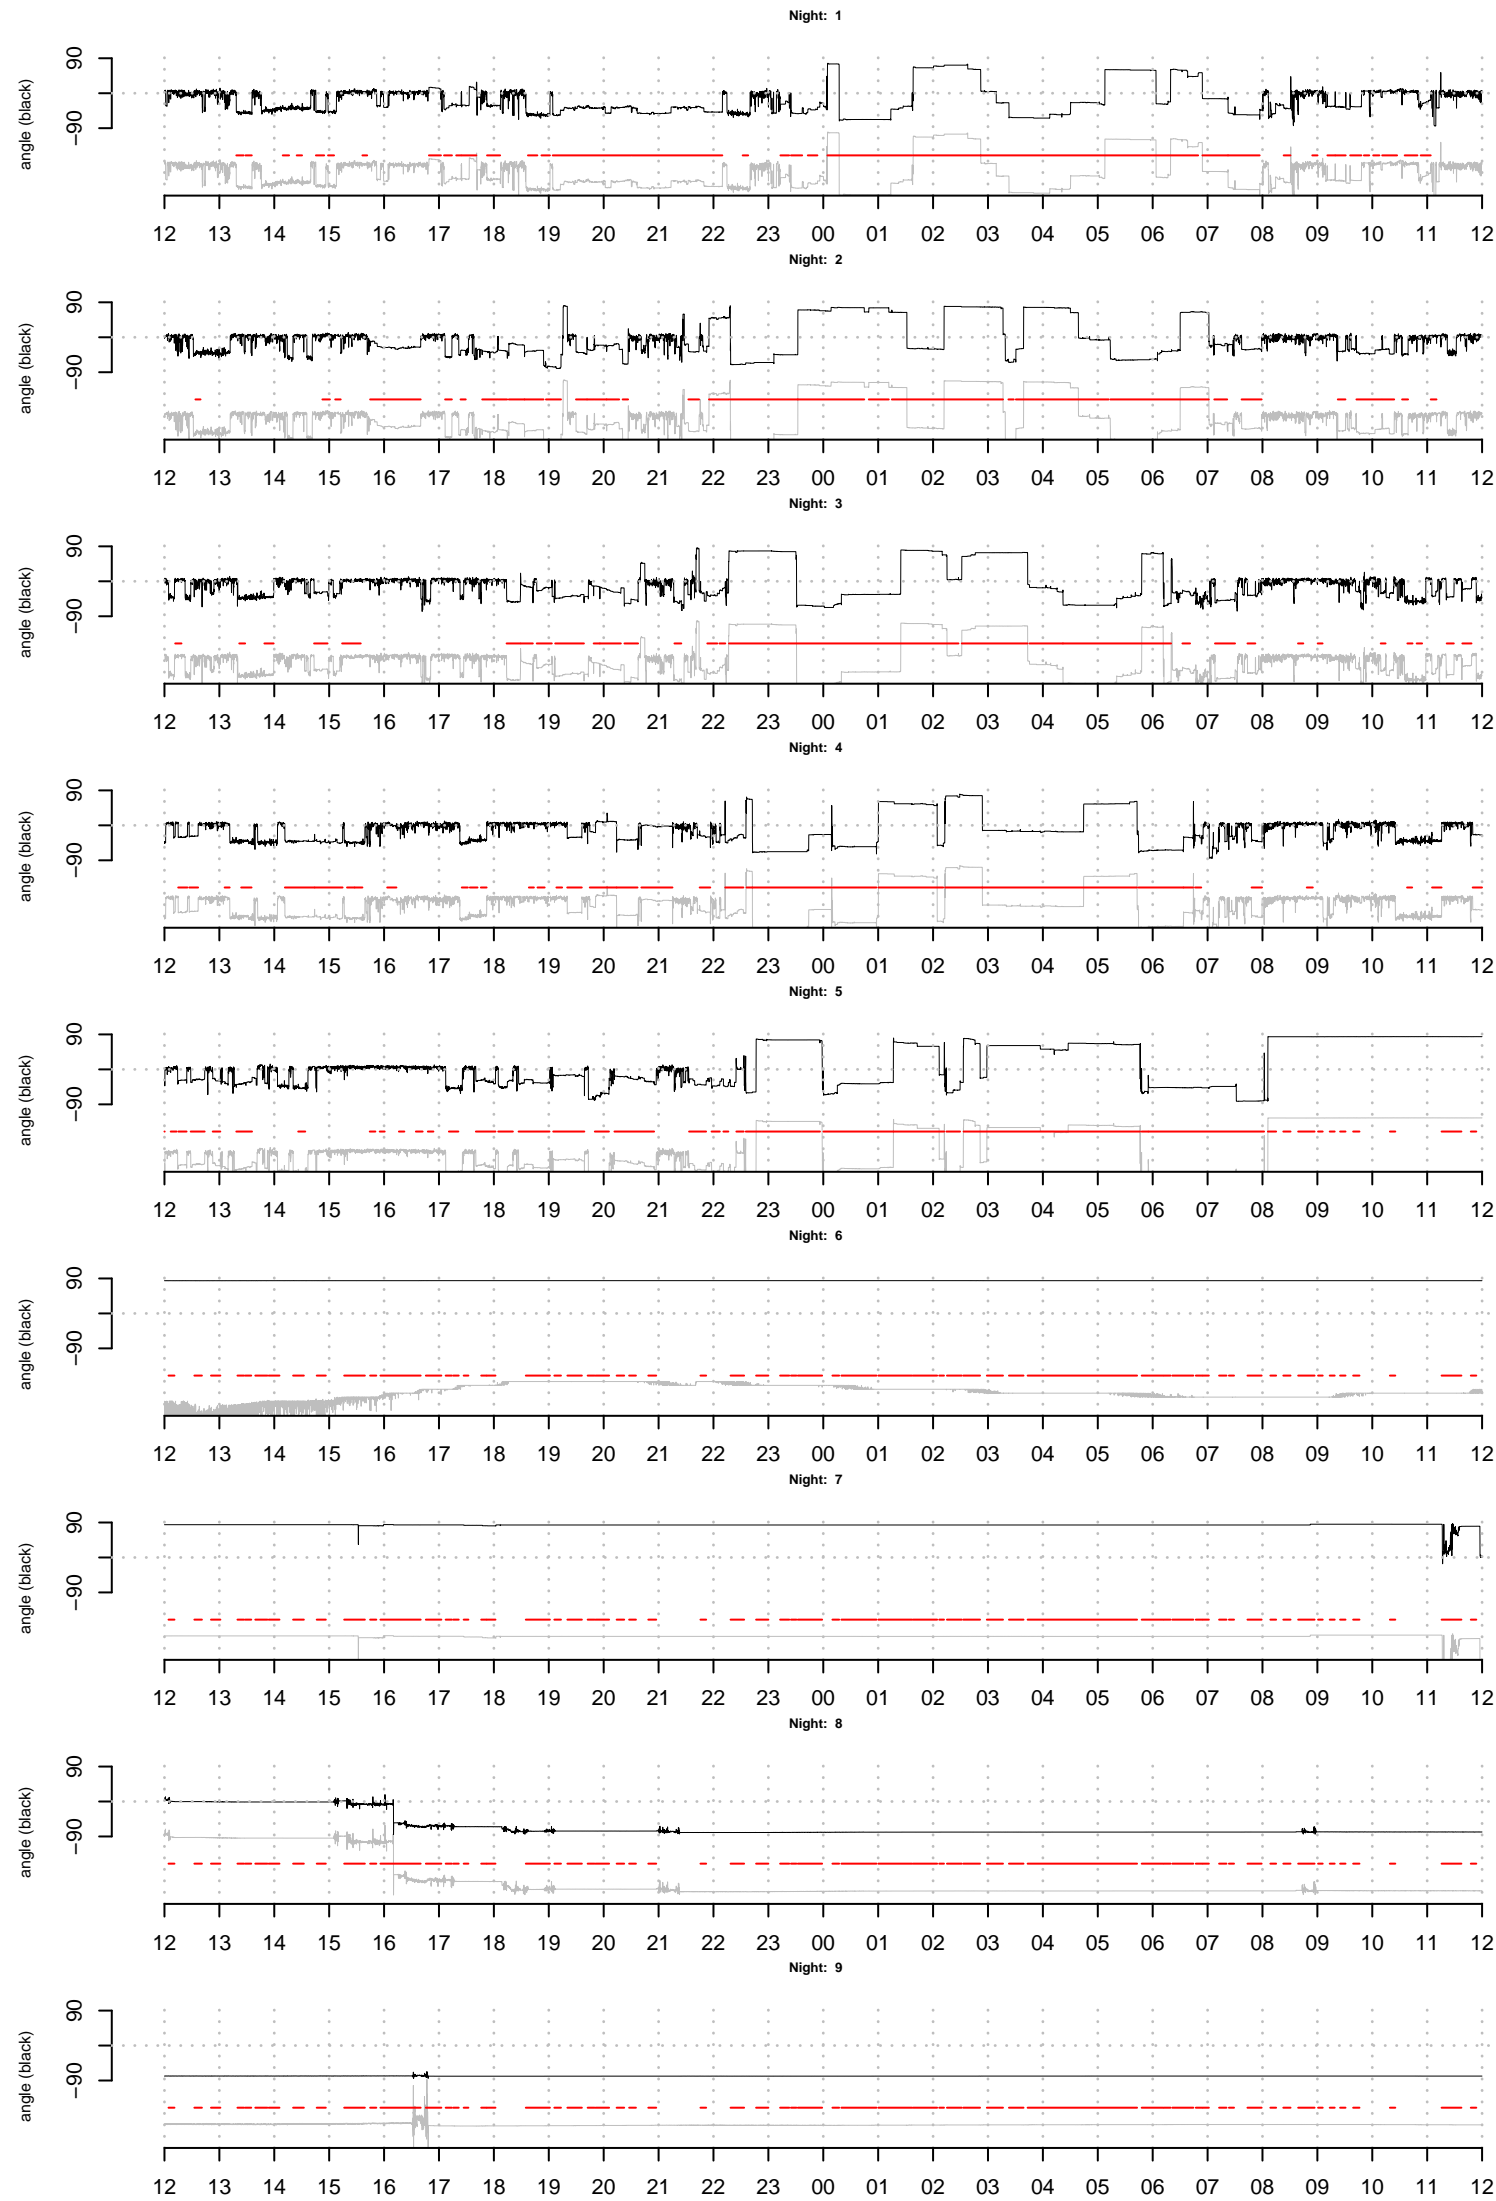 Night: 1
90
-90
angle (black)
12 13 14 15 16 17 18 19 20 21 22 23 00 01 02 03 04 05 06 07 08 09 10 11 12
Night: 2
90
-90
angle (black)
12 13 14 15 16 17 18 19 20 21 22 23 00 01 02 03 04 05 06 07 08 09 10 11 12
Night: 3
90
-90
angle (black)
12 13 14 15 16 17 18 19 20 21 22 23 00 01 02 03 04 05 06 07 08 09 10 11 12
Night: 4
90
-90
angle (black)
12 13 14 15 16 17 18 19 20 21 22 23 00 01 02 03 04 05 06 07 08 09 10 11 12
Night: 5
90
-90
angle (black)
12 13 14 15 16 17 18 19 20 21 22 23 00 01 02 03 04 05 06 07 08 09 10 11 12
Night: 6
90
-90
angle (black)
12 13 14 15 16 17 18 19 20 21 22 23 00 01 02 03 04 05 06 07 08 09 10 11 12
Night: 7
90
-90
angle (black)
12 13 14 15 16 17 18 19 20 21 22 23 00 01 02 03 04 05 06 07 08 09 10 11 12
Night: 8
90
-90
angle (black)
12 13 14 15 16 17 18 19 20 21 22 23 00 01 02 03 04 05 06 07 08 09 10 11 12
Night: 9
90
-90
angle (black)
12 13 14 15 16 17 18 19 20 21 22 23 00 01 02 03 04 05 06 07 08 09 10 11 12